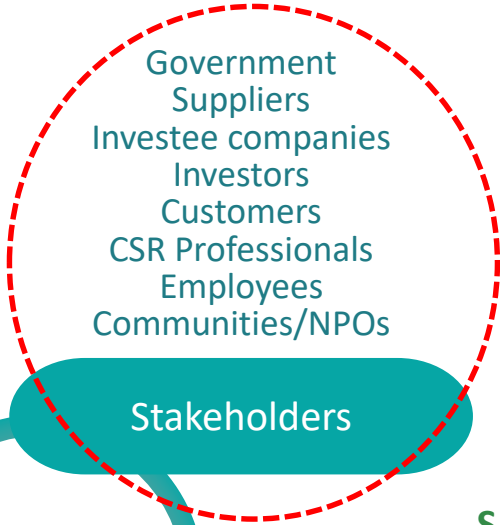 Government
Suppliers
Investee companies
Investors
Customers
CSR Professionals
Employees
Communities/NPOs
Stakeholders
S